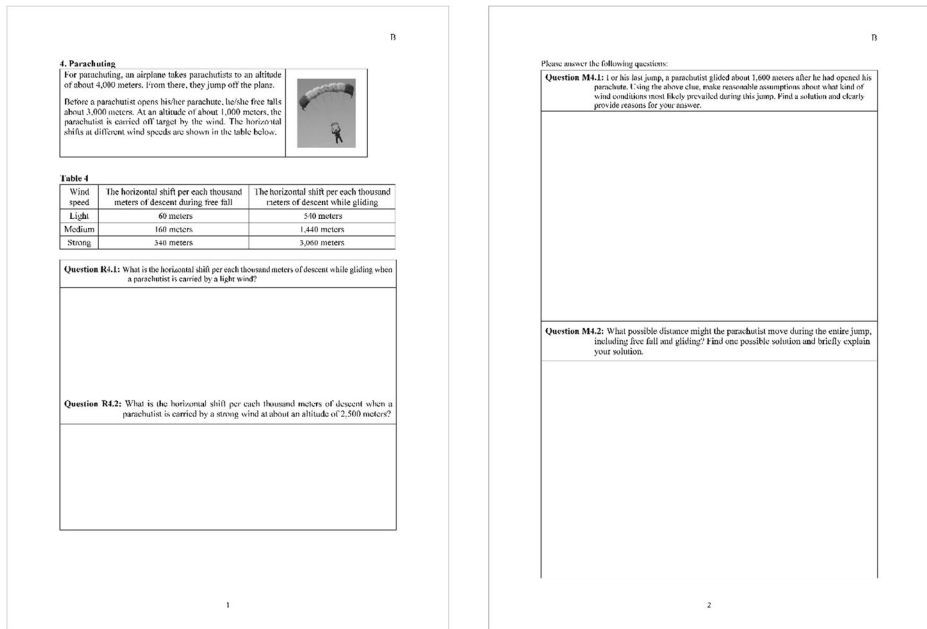 B
4. Parachuting
For parachuting, an airplane takes parachutists to an altitude
of about 4,000 meters. From there, they jump off the plane.
Before a parachutist opens his/her parachute, he/she free falls
about 3,000 meters. At an altitude of about 1,000 meters, the
parachutist is carried off target by the wind. The horizontal
shifts at different wind speeds are shown in the table below.
Table 4
Wind speed | The horizontal shift per each thousand meters of descent during free fall | The horizontal shift per each thousand meters of descent while gliding
Light | 60 meters | 540 meters
Medium | 160 meters | 1,440 meters
Strong | 340 meters | 3,060 meters
Question R4.1: What is the horizontal shift per each thousand meters of descent while gliding when
a parachutist is carried by a light wind?
Question R4.2: What is the horizontal shift per each thousand meters of descent when a
parachutist is carried by a strong wind at about an altitude of 2,500 meters?
1
B
Please answer the following questions:
Question M4.1: For his last jump, a parachutist glided about 1,600 meters after he had opened his
parachute. Using the above clue, make reasonable assumptions about what kind of
wind conditions most likely prevailed during this jump. Find a solution and clearly
provide reasons for your answer.
Question M4.2: What possible distance might the parachutist move during the entire jump,
including free fall and gliding? Find one possible solution and briefly explain
your solution.
2